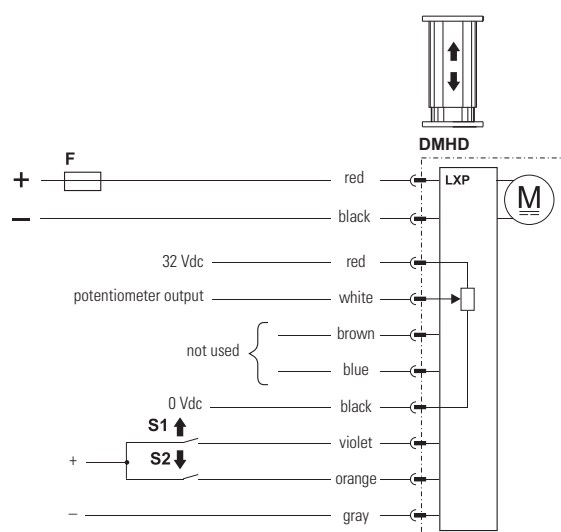 DMHD
F
+ red LXP
M
− black
32 Vdc red
potentiometer output white
brown
not used
blue
0 Vdc black
S1 violet
+ S2
orange
− gray